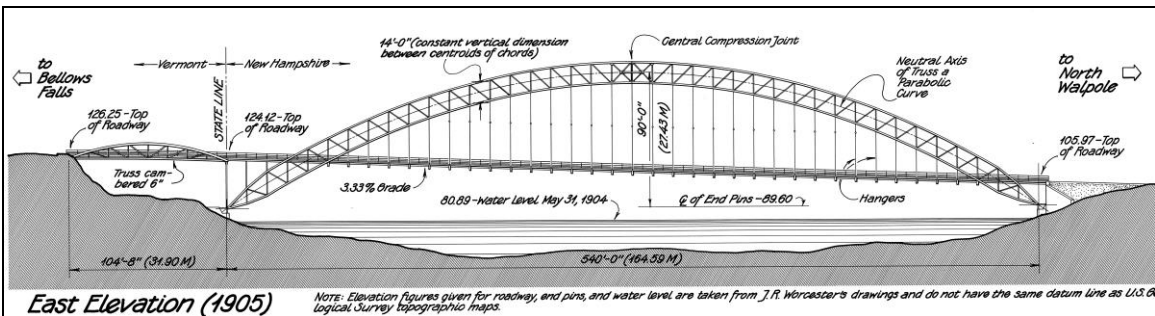 to
Bellows
Falls
Vermont
New Hampshire
STATE LINE
14'-0" (constant vertical dimension
between centroids of chords)
Central Compression Joint
Neutral Axis
of Truss a
Parabolic
Curve
to
North
Walpole
126.25-Top
of Roadway
124.12-Top
of Roadway
90'-0"
(27.43 M)
105.97-Top
of Roadway
Truss cam-
bered 6"
3.33% Grade
80.89-Water Level May 31, 1904
℄ of End Pins-89.60
Hangers
104'-8" (31.90 M)
540'-0" (164.59 M)
East Elevation (1905)
NOTE: Elevation figures given for roadway, end pins, and water level are taken from J.R. Worcester's drawings and do not have the same datum line as U.S.
logical Survey topographic maps.